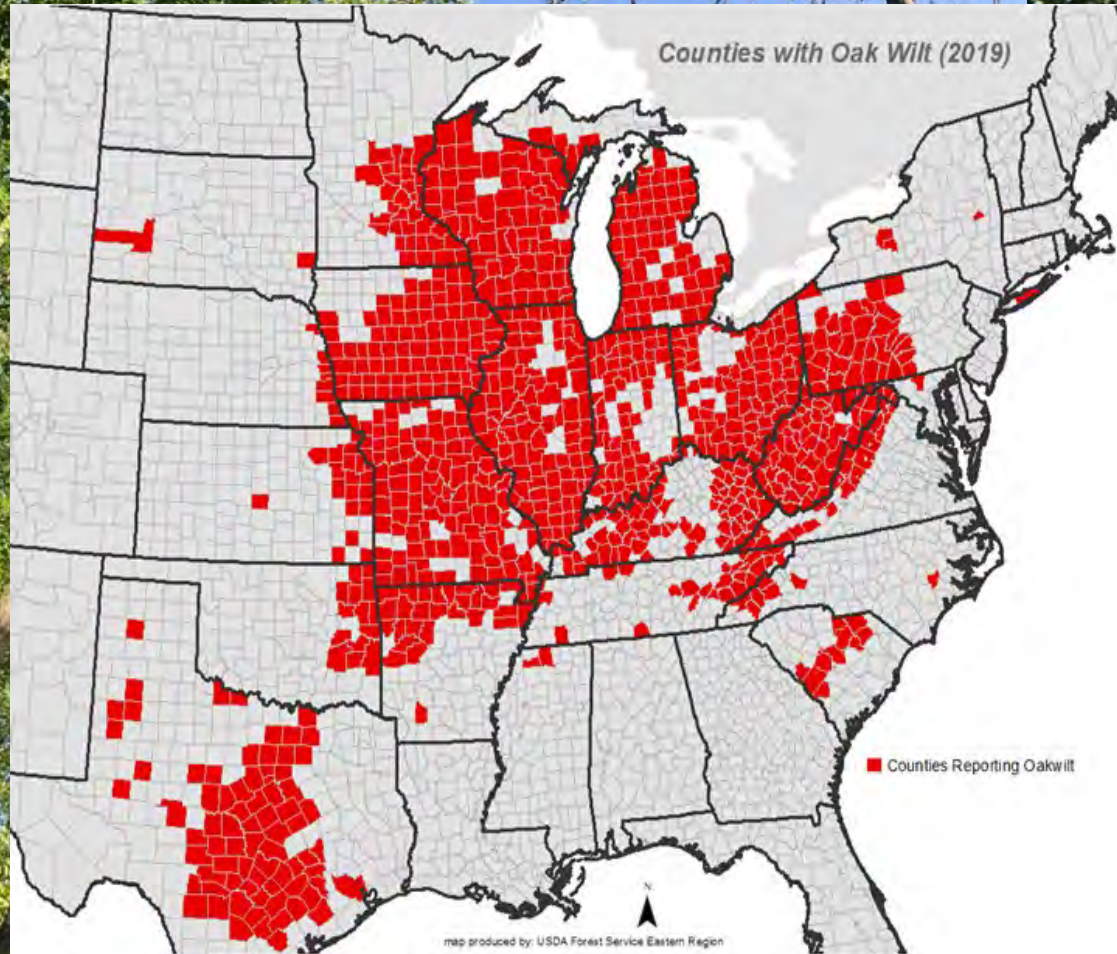 Counties with Oak Wilt (2019)
Counties Reporting Oakwilt
N
map produced by: USDA Forest Service Eastern Region